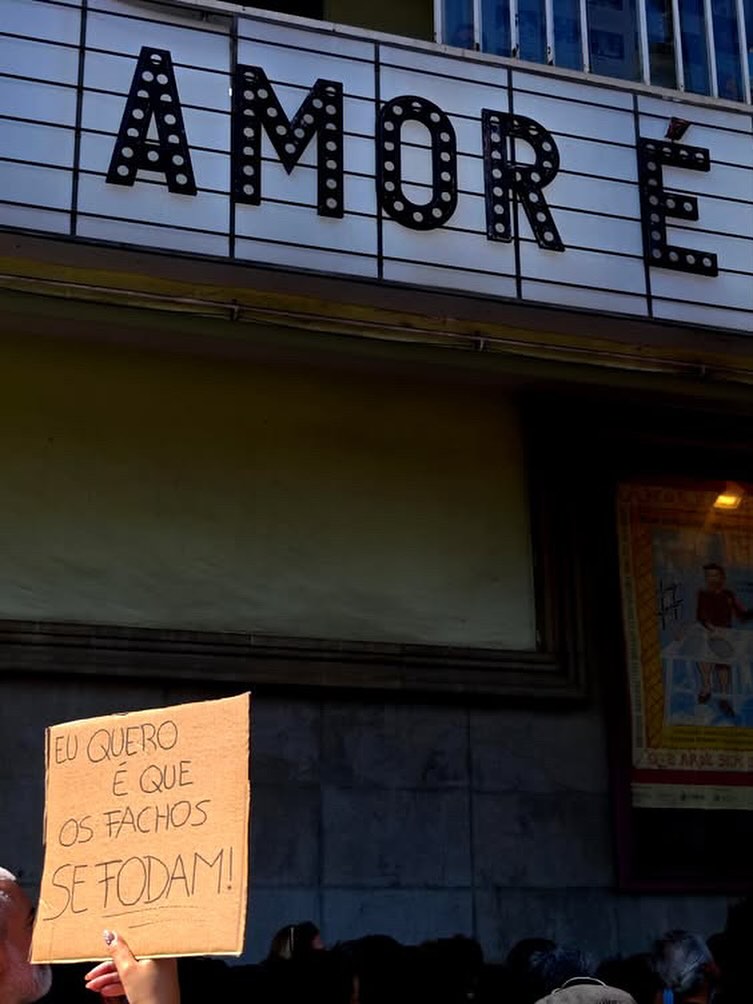 AMOR É
EU QUERO
É QUE
OS FACHOS
SE FODAM!